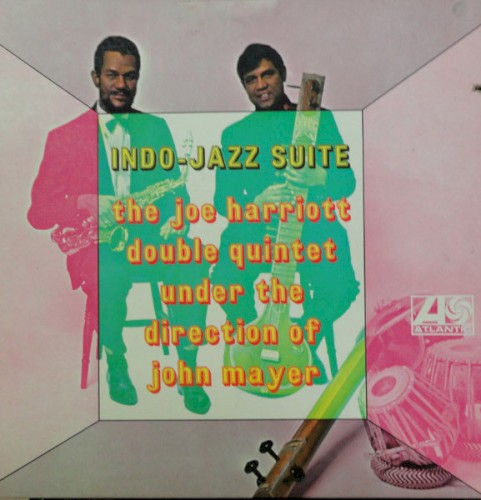 INDO-JAZZ SUITE
the joe harriott
double quintet
under the
direction of
john mayer
ATLANTIC